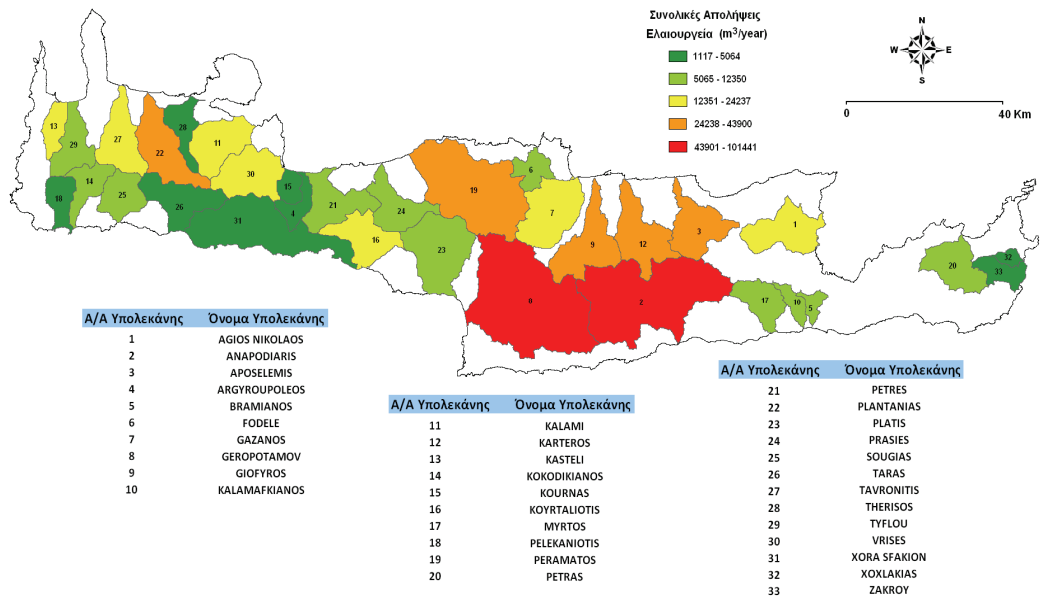 Συνολικές Απολήψεις
Ελαιουργεία (m³/year)
1117 - 5064
5065 - 12350
12351 - 24237
24238 - 43900
43901 - 101441
N
W E
S
0 40 Km
13
29
27
22
28
11
30
18
14
25
26
31
15
4
21
16
24
23
19
6
7
9
12
3
1
0
2
17
10
5
20
32
33
Α/Α Υπολεκάνης Όνομα Υπολεκάνης
1 AGIOS NIKOLAOS
2 ANAPODIARIS
3 APOSELEMIS
4 ARGYROUPOLEOS
5 BRAMIANOS
6 FODELE
7 GAZANOS
8 GEROPOTAMOV
9 GIOFYROS
10 KALAMAFKIANOS
Α/Α Υπολεκάνης Όνομα Υπολεκάνης
11 KALAMI
12 KARTEROS
13 KASTELI
14 KOKODIKIANOS
15 KOURNAS
16 KOYRTALIOTIS
17 MYRTOS
18 PELEKANIOTIS
19 PERAMATOS
20 PETRAS
Α/Α Υπολεκάνης Όνομα Υπολεκάνης
21 PETRES
22 PLANTANIAS
23 PLATIS
24 PRASIES
25 SOUGIAS
26 TARAS
27 TAVRONITIS
28 THERISOS
29 TYFLOU
30 VRISES
31 XORA SFAKION
32 XOXLAKIAS
33 ZAKROY